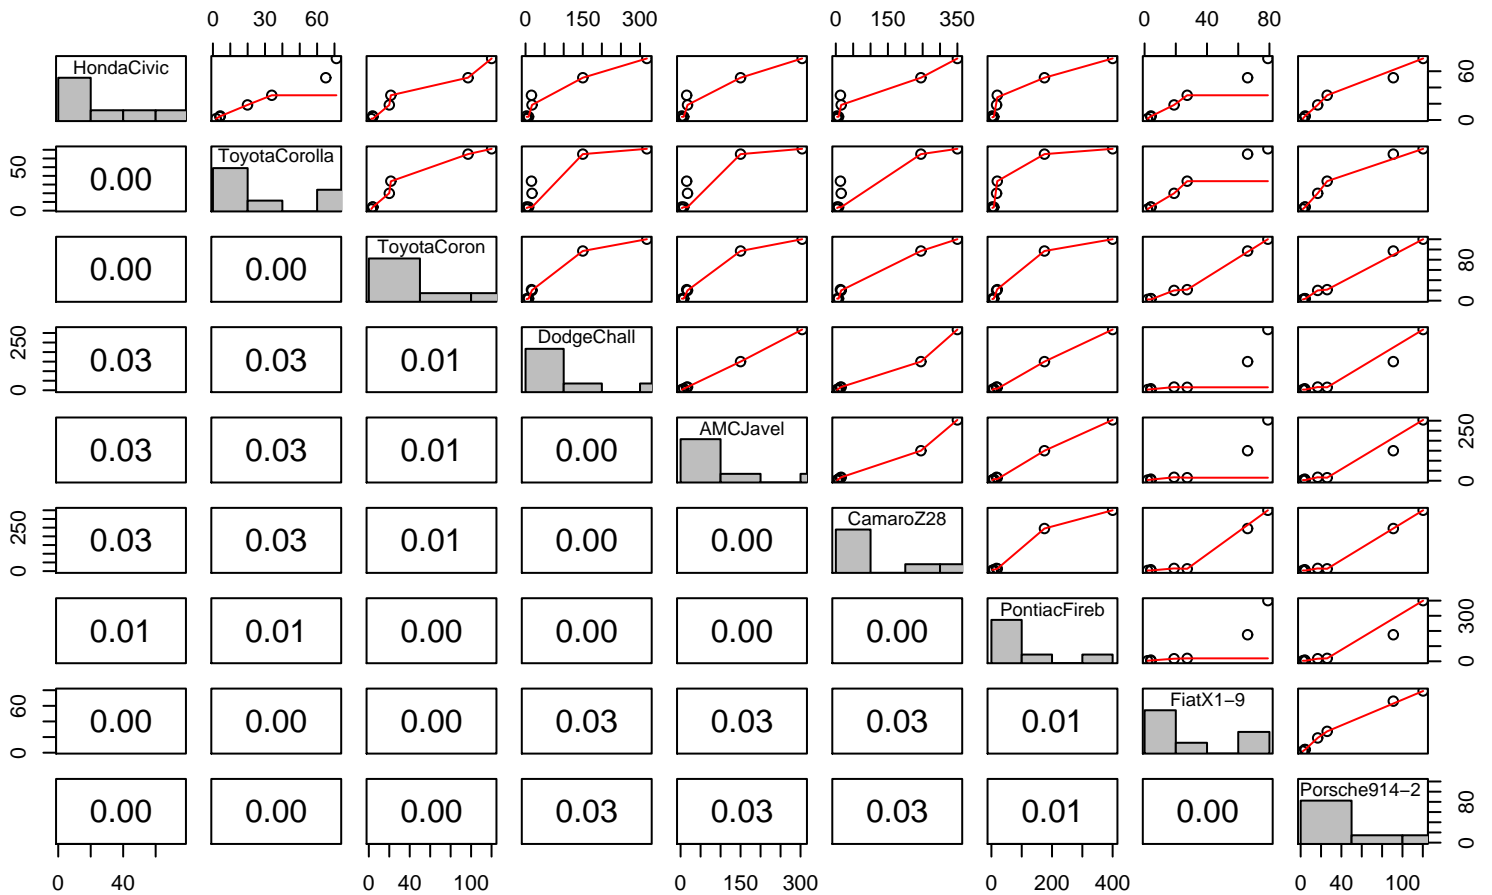 0 30 60 0 150 300 0 150 350 0 40 80
HondaCivic 0 60
0 50 0.00 ToyotaCorolla
0.00 0.00 ToyotaCoron 0 80
0 250 0.03 0.03 0.01 DodgeChall
0.03 0.03 0.01 0.00 AMCJavel 0 250
0 250 0.03 0.03 0.01 0.00 0.00 CamaroZ28
0.01 0.01 0.00 0.00 0.00 0.00 PontiacFireb 0 300
0 60 0.00 0.00 0.00 0.03 0.03 0.03 0.01 FiatX1−9
0.00 0.00 0.00 0.03 0.03 0.03 0.01 0.00 Porsche914−2 0 80
0 40 0 40 100 0 150 300 0 200 400 0 40 100